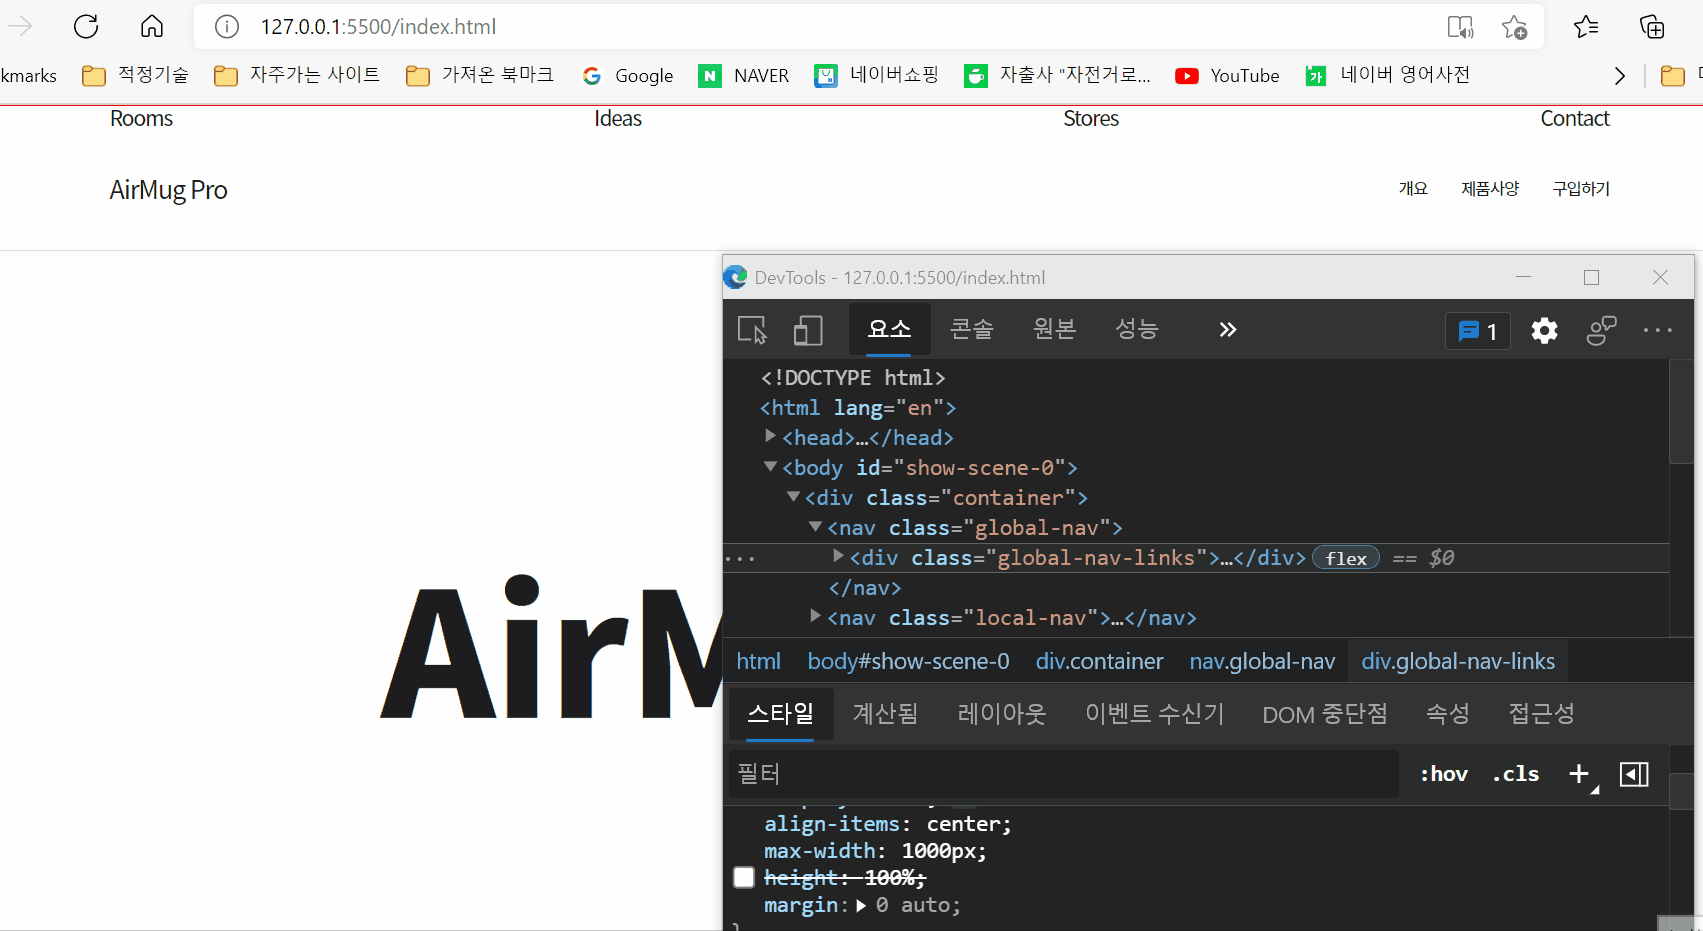 127.0.0.1:5500/index.html
kmarks 적정기술 자주가는 사이트 가져온 북마크 Google NAVER 네이버쇼핑 자출사 "자전거로... YouTube 네이버 영어사전
Rooms Ideas Stores Contact
AirMug Pro 개요 제품사양 구입하기
AirM
DevTools - 127.0.0.1:5500/index.html
요소 콘솔 원본 성능 » 1 ...
<!DOCTYPE html>
<html lang="en">
<head>…</head>
<body id="show-scene-0">
<div class="container">
<nav class="global-nav">
... <div class="global-nav-links">…</div> flex == $0
</nav>
<nav class="local-nav">…</nav>
html body#show-scene-0 div.container nav.global-nav div.global-nav-links
스타일 계산됨 레이아웃 이벤트 수신기 DOM 중단점 속성 접근성
필터 :hov .cls +
align-items: center;
max-width: 1000px;
height: 100%;
margin: 0 auto;